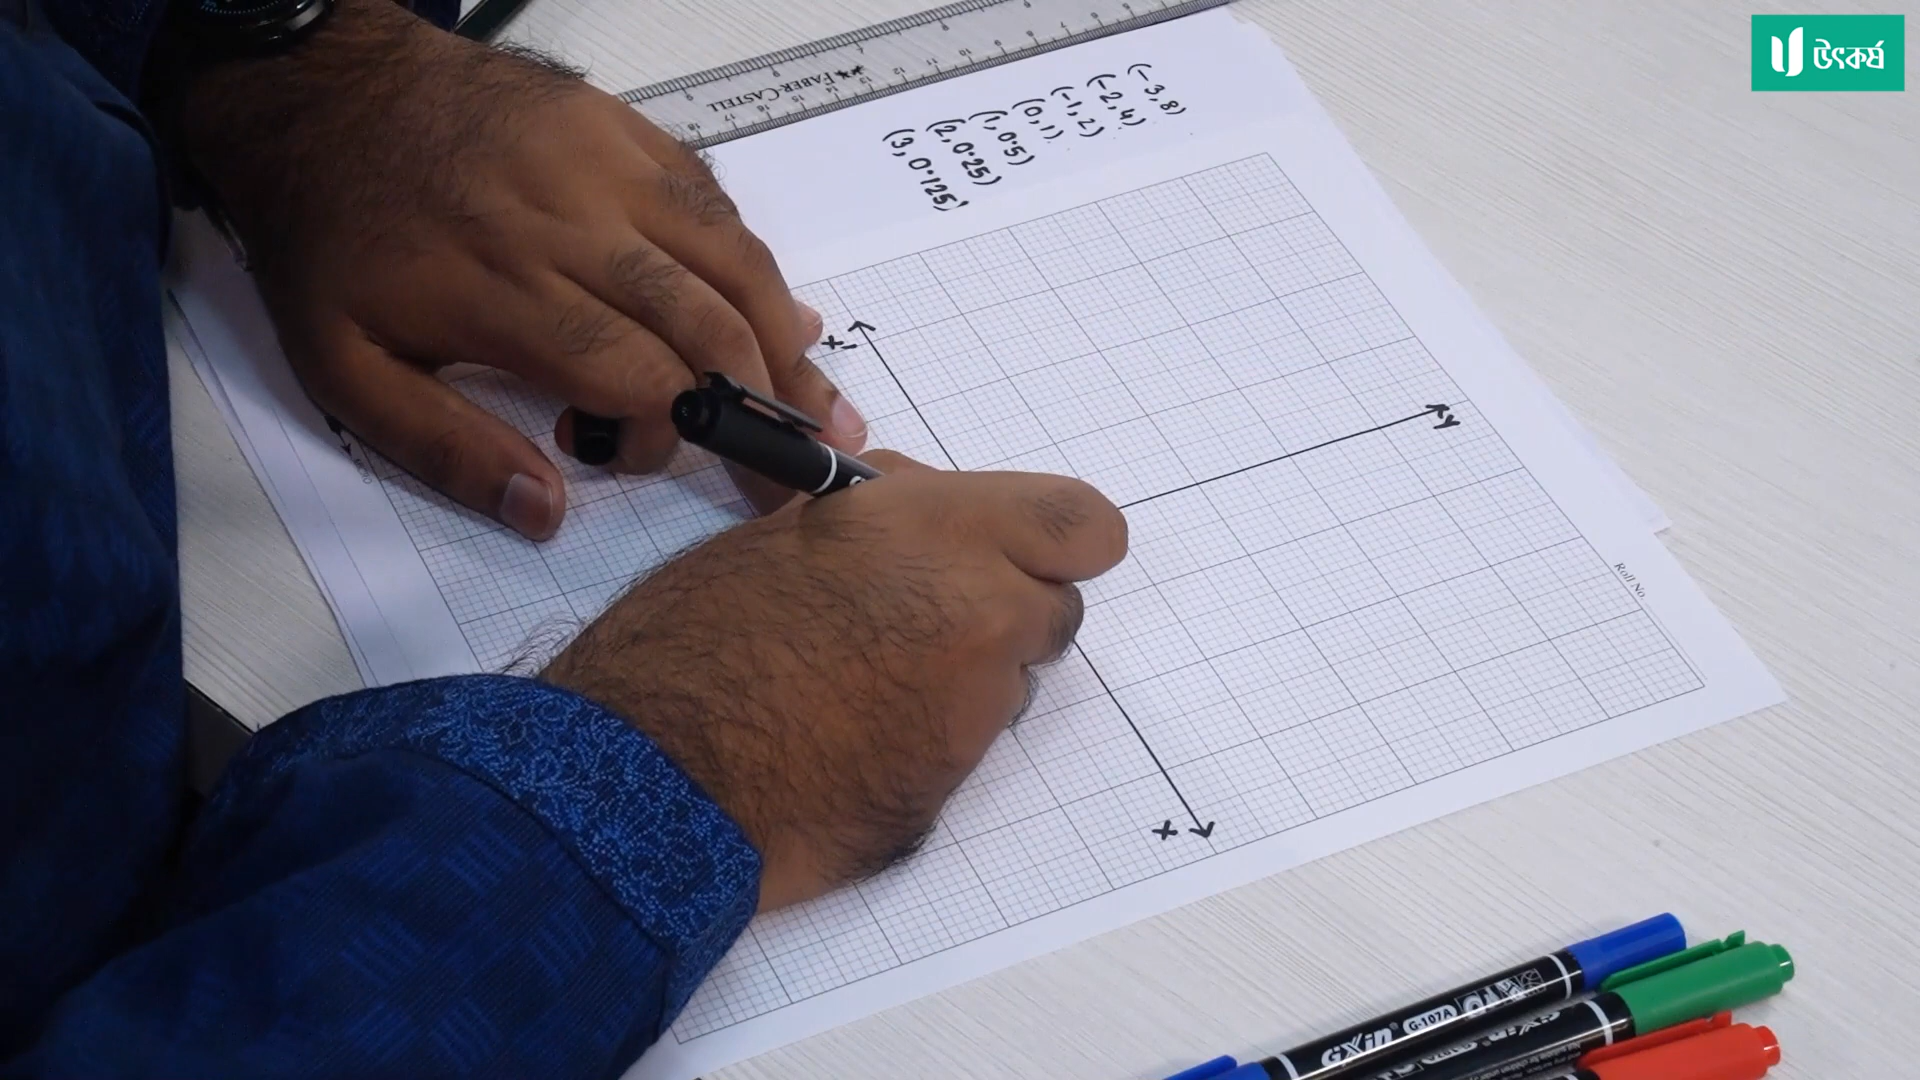 উৎকর্ষ
FABER-CASTELL
(-3, 8)
(-2, 4)
(-1, 2)
(0, 1)
(1, 0.5)
(2, 0.25)
(3, 0.125)
X'
y
X
Roll No.
GXin® G-107A